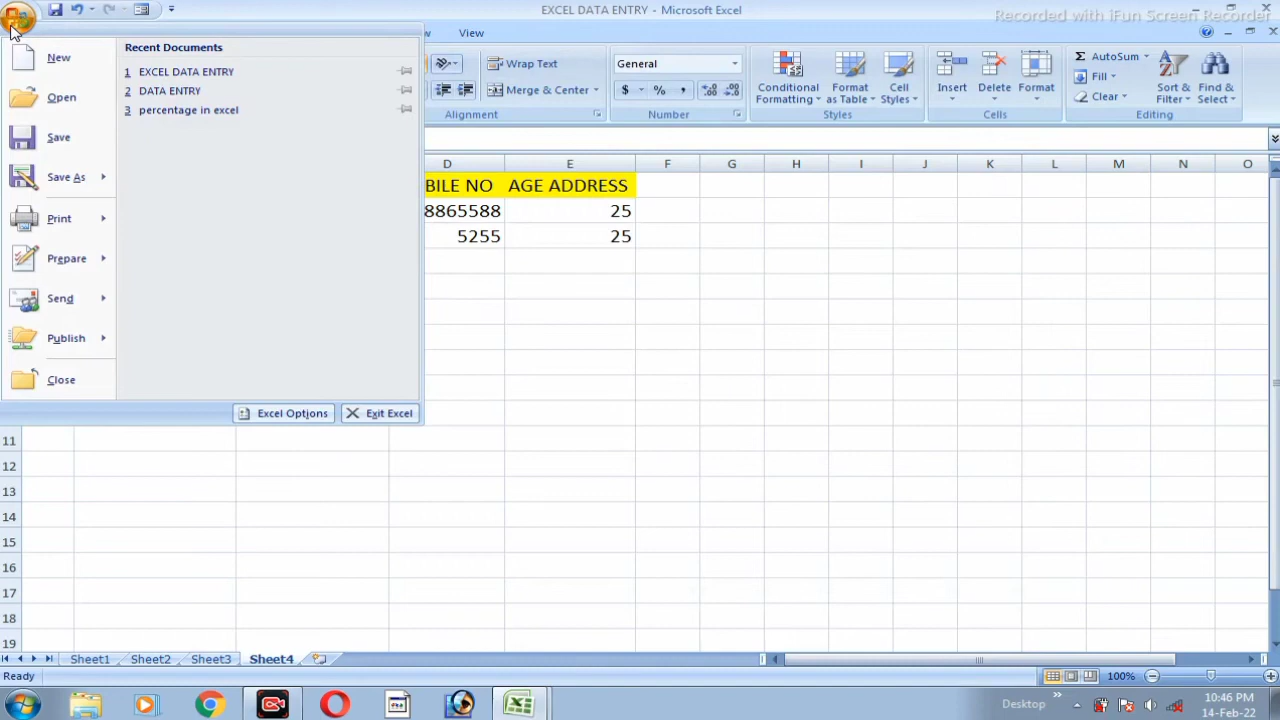 EXCEL DATA ENTRY - Microsoft Excel
Recorded with iFun Screen Recorder
View
New
Open
Save
Save As
Print
Prepare
Send
Publish
Close
Recent Documents
1 EXCEL DATA ENTRY
2 DATA ENTRY
3 percentage in excel
Excel Options
Exit Excel
Wrap Text
Merge & Center
Alignment
General
$ % ,
Number
Conditional Formatting
Format as Table
Cell Styles
Styles
Insert
Delete
Format
Cells
Σ AutoSum
Fill
Clear
Sort & Filter
Find & Select
Editing
D E F G H I J K L M N O
BILE NO AGE ADDRESS
8865588 25
5255 25
11
12
13
14
15
16
17
18
19
Sheet1 Sheet2 Sheet3 Sheet4
Ready
100%
Desktop
10:46 PM
14-Feb-22